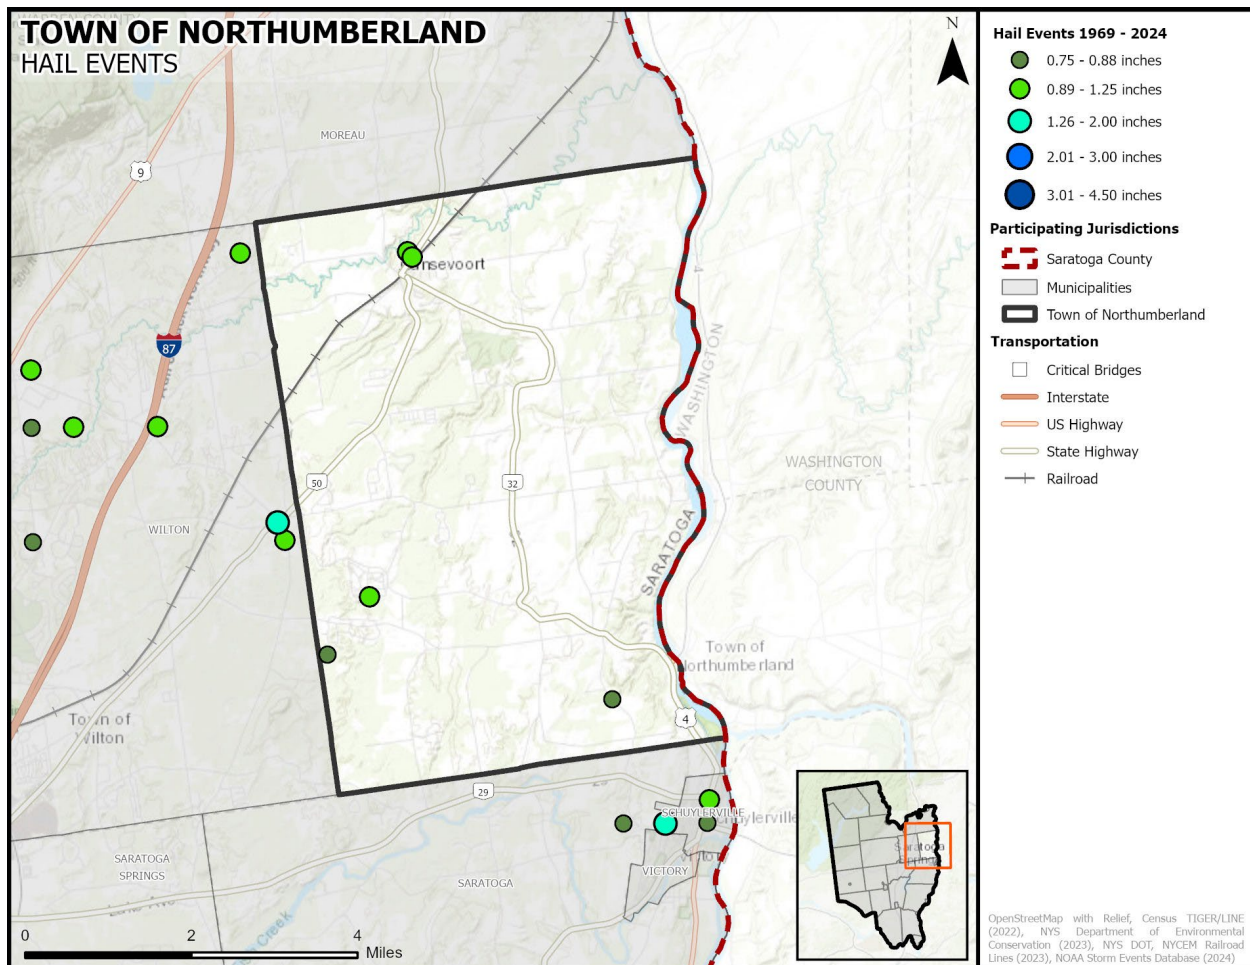 TOWN OF NORTHUMBERLAND
HAIL EVENTS
N
MOREAU
9
87
WASHINGTON
WASHINGTON
COUNTY
50
32
WILTON
SARATOGA
Town of
Northumberland
4
Town of
Wilton
29
SCHUYLERVILLE
VICTORY
SARATOGA
SPRINGS
SARATOGA
Creek
0 2 4
Miles
Saratoga
Springs
Hail Events 1969 - 2024
0.75 - 0.88 inches
0.89 - 1.25 inches
1.26 - 2.00 inches
2.01 - 3.00 inches
3.01 - 4.50 inches
Participating Jurisdictions
Saratoga County
Municipalities
Town of Northumberland
Transportation
Critical Bridges
Interstate
US Highway
State Highway
Railroad
OpenStreetMap with Relief, Census TIGER/LINE
(2022), NYS Department of Environmental
Conservation (2023), NYS DOT, NYCEM Railroad
Lines (2023), NOAA Storm Events Database (2024)